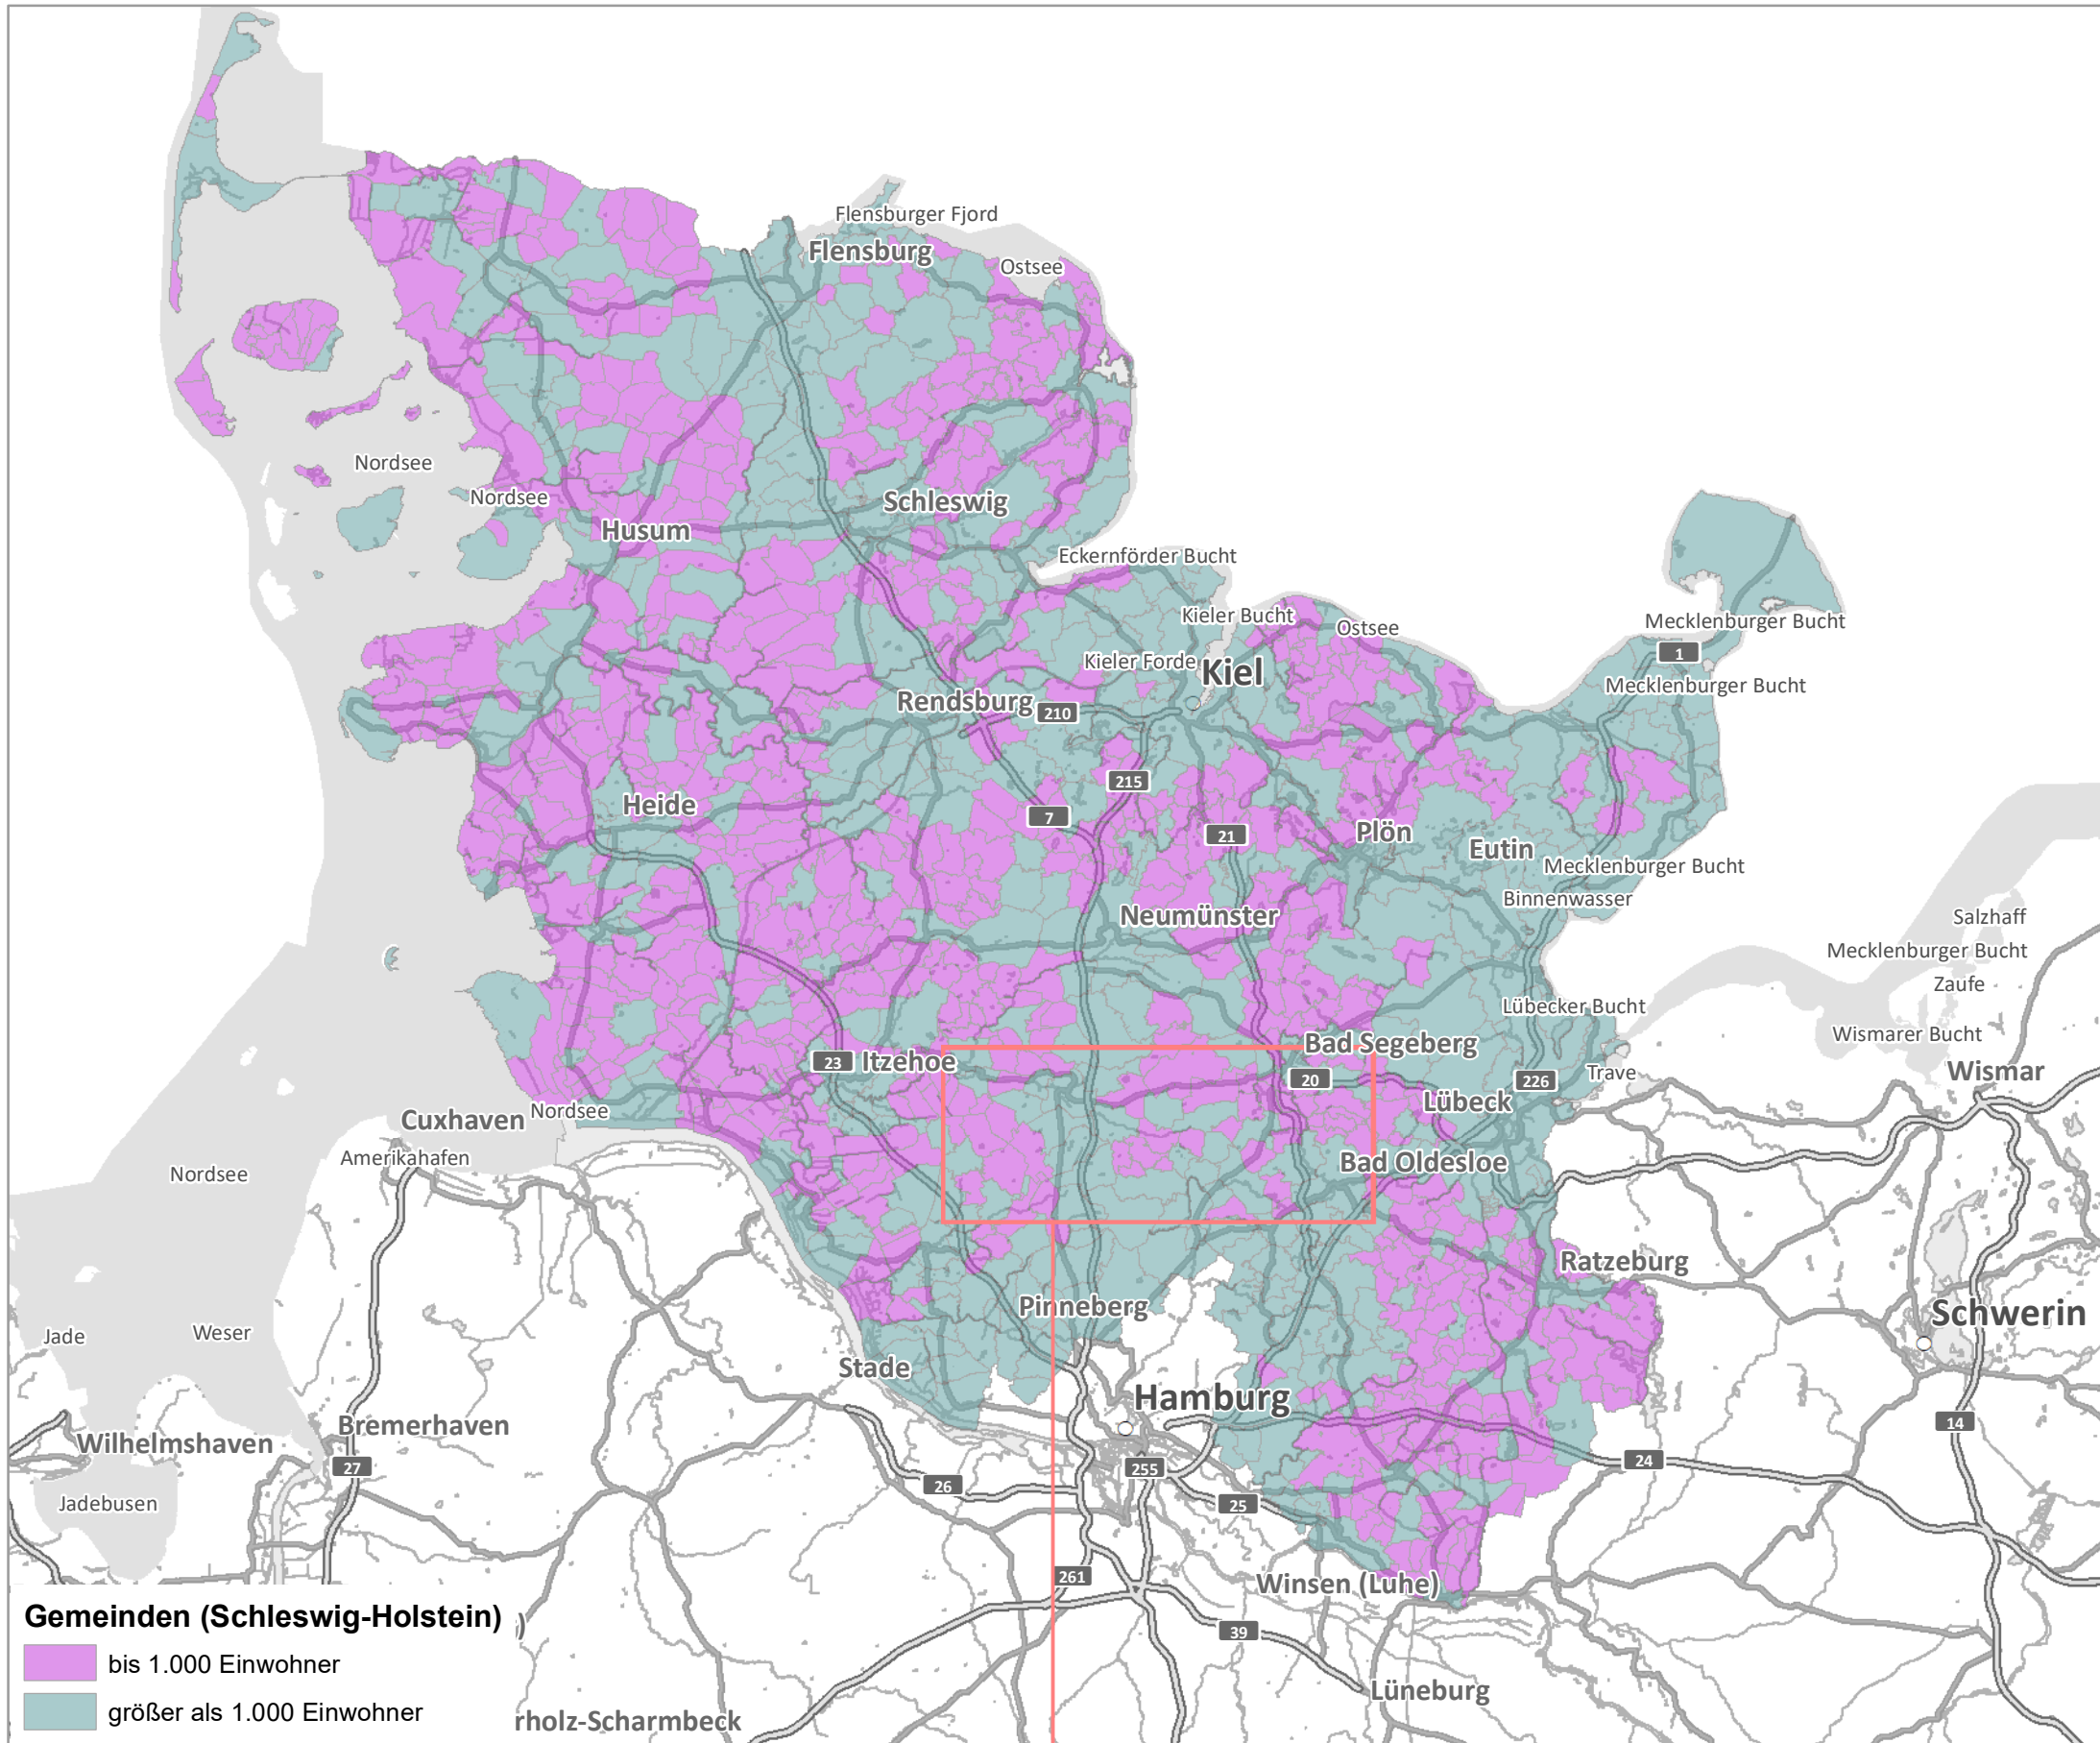 Flensburger Fjord
Flensburg
Ostsee
Nordsee
Nordsee
Schleswig
Husum
Eckernförder Bucht
Kieler Bucht
Ostsee
Mecklenburger Bucht
1
Kieler Forde
Kiel
Mecklenburger Bucht
Rendsburg
210
215
Heide
7
21
Plön
Eutin
Mecklenburger Bucht
Binnenwasser
Neumünster
Salzhaff
Mecklenburger Bucht
Zaufe
Lübecker Bucht
Wismarer Bucht
Bad Segeberg
23
Itzehoe
20
226
Trave
Wismar
Lübeck
Cuxhaven
Nordsee
Amerikahafen
Nordsee
Bad Oldesloe
Ratzeburg
Pinneberg
Schwerin
Jade
Weser
Stade
Hamburg
Bremerhaven
14
Wilhelmshaven
27
255
24
26
25
Jadebusen
261
Winsen (Luhe)
Gemeinden (Schleswig-Holstein)
)
39
bis 1.000 Einwohner
Lüneburg
größer als 1.000 Einwohner
rholz-Scharmbeck